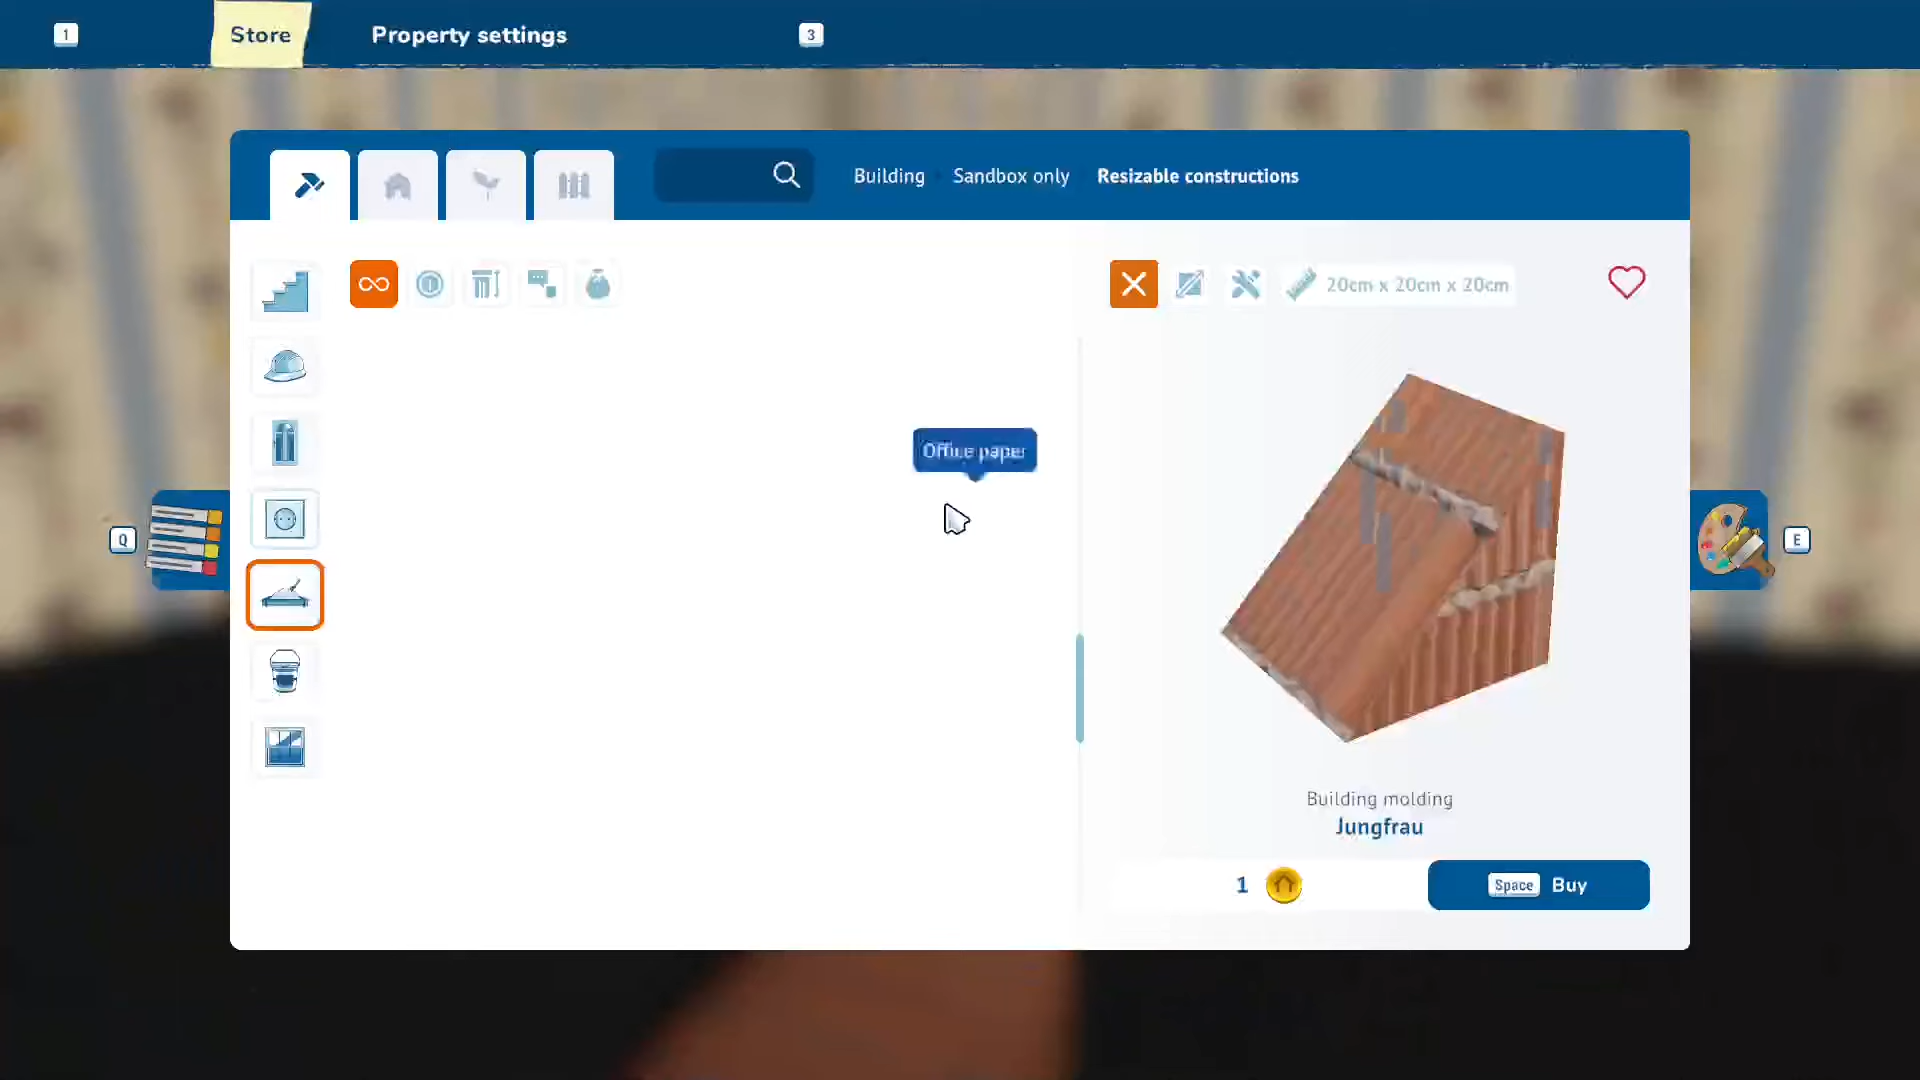 1
Store
Property settings
3
Building
Sandbox only
Resizable constructions
20cm x 20cm x 20cm
Office paper
Q
E
Building molding
Jungfrau
1
Space
Buy